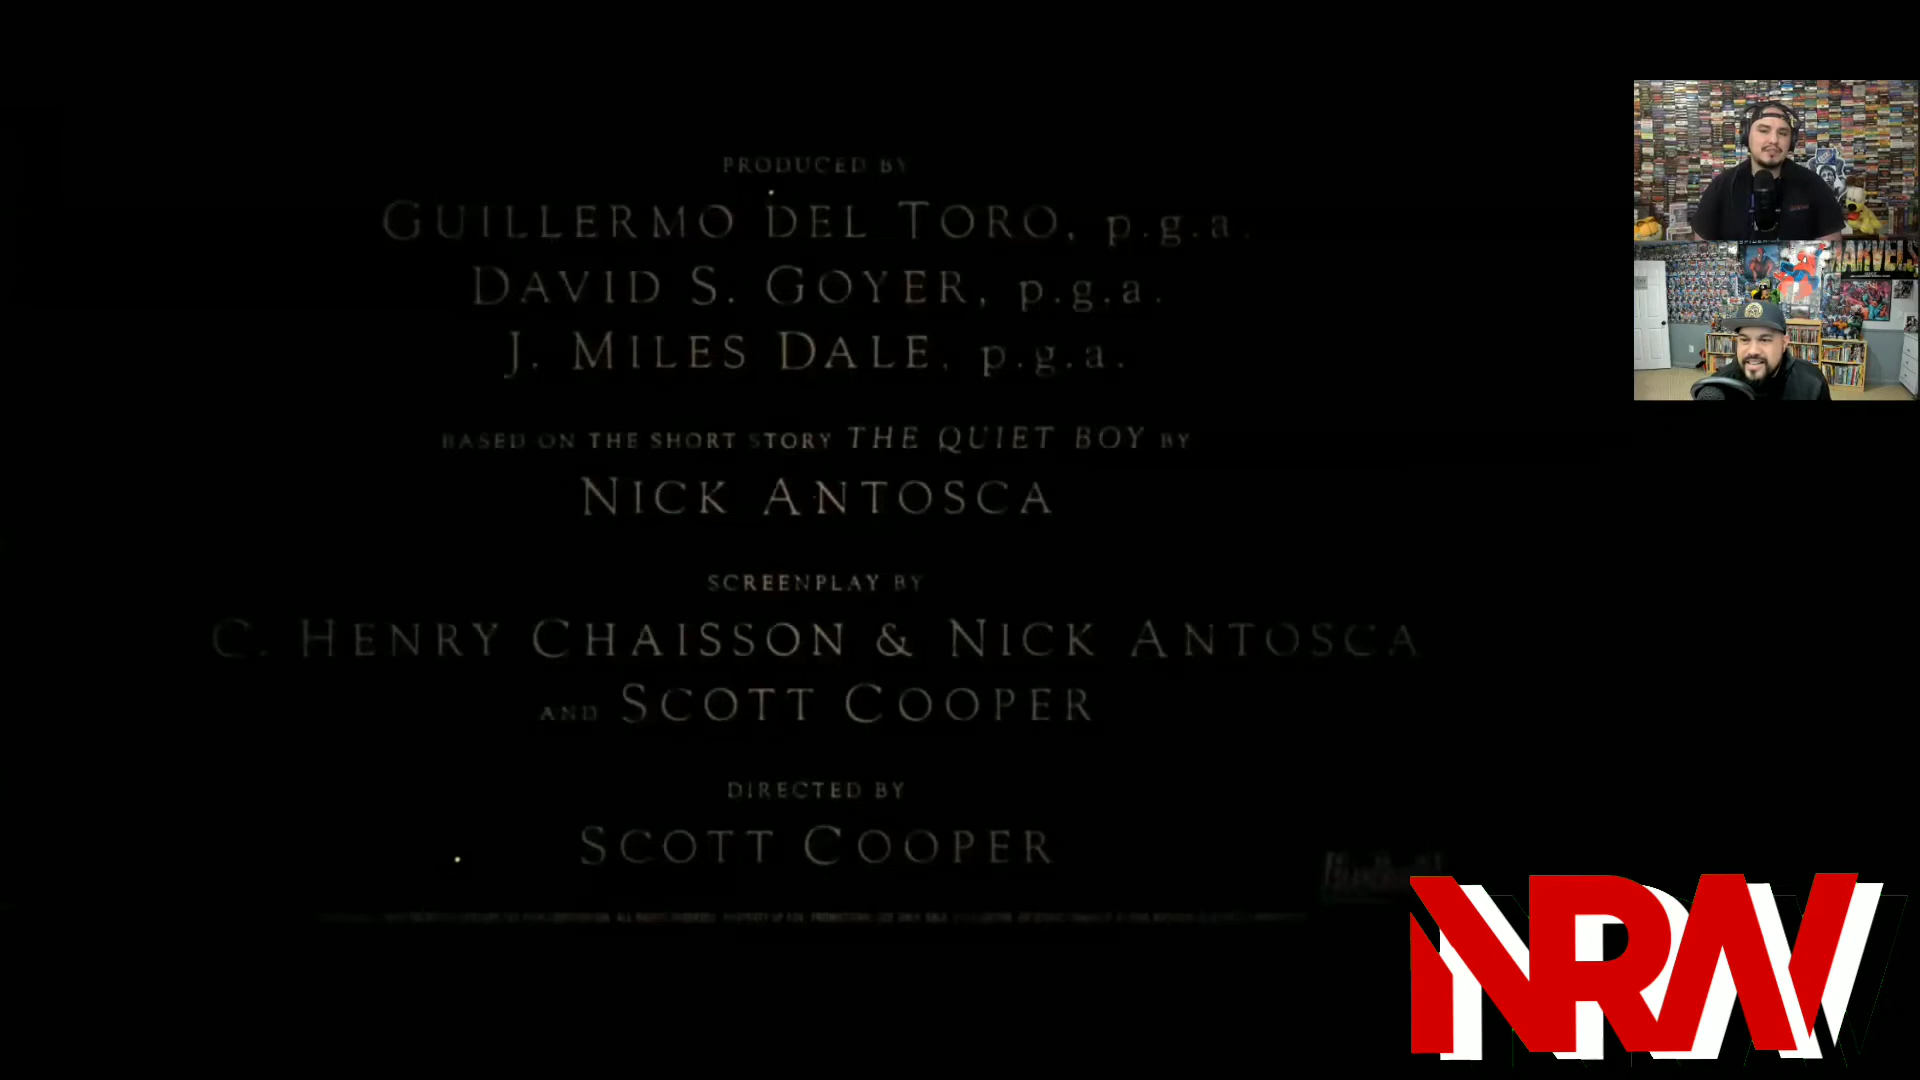 PRODUCED BY
GUILLERMO DEL TORO, p.g.a.
DAVID S. GOYER, p.g.a.
J. MILES DALE, p.g.a.
BASED ON THE SHORT STORY THE QUIET BOY BY
NICK ANTOSCA
SCREENPLAY BY
C. HENRY CHAISSON & NICK ANTOSCA
AND SCOTT COOPER
DIRECTED BY
SCOTT COOPER
MARVELS
NRW